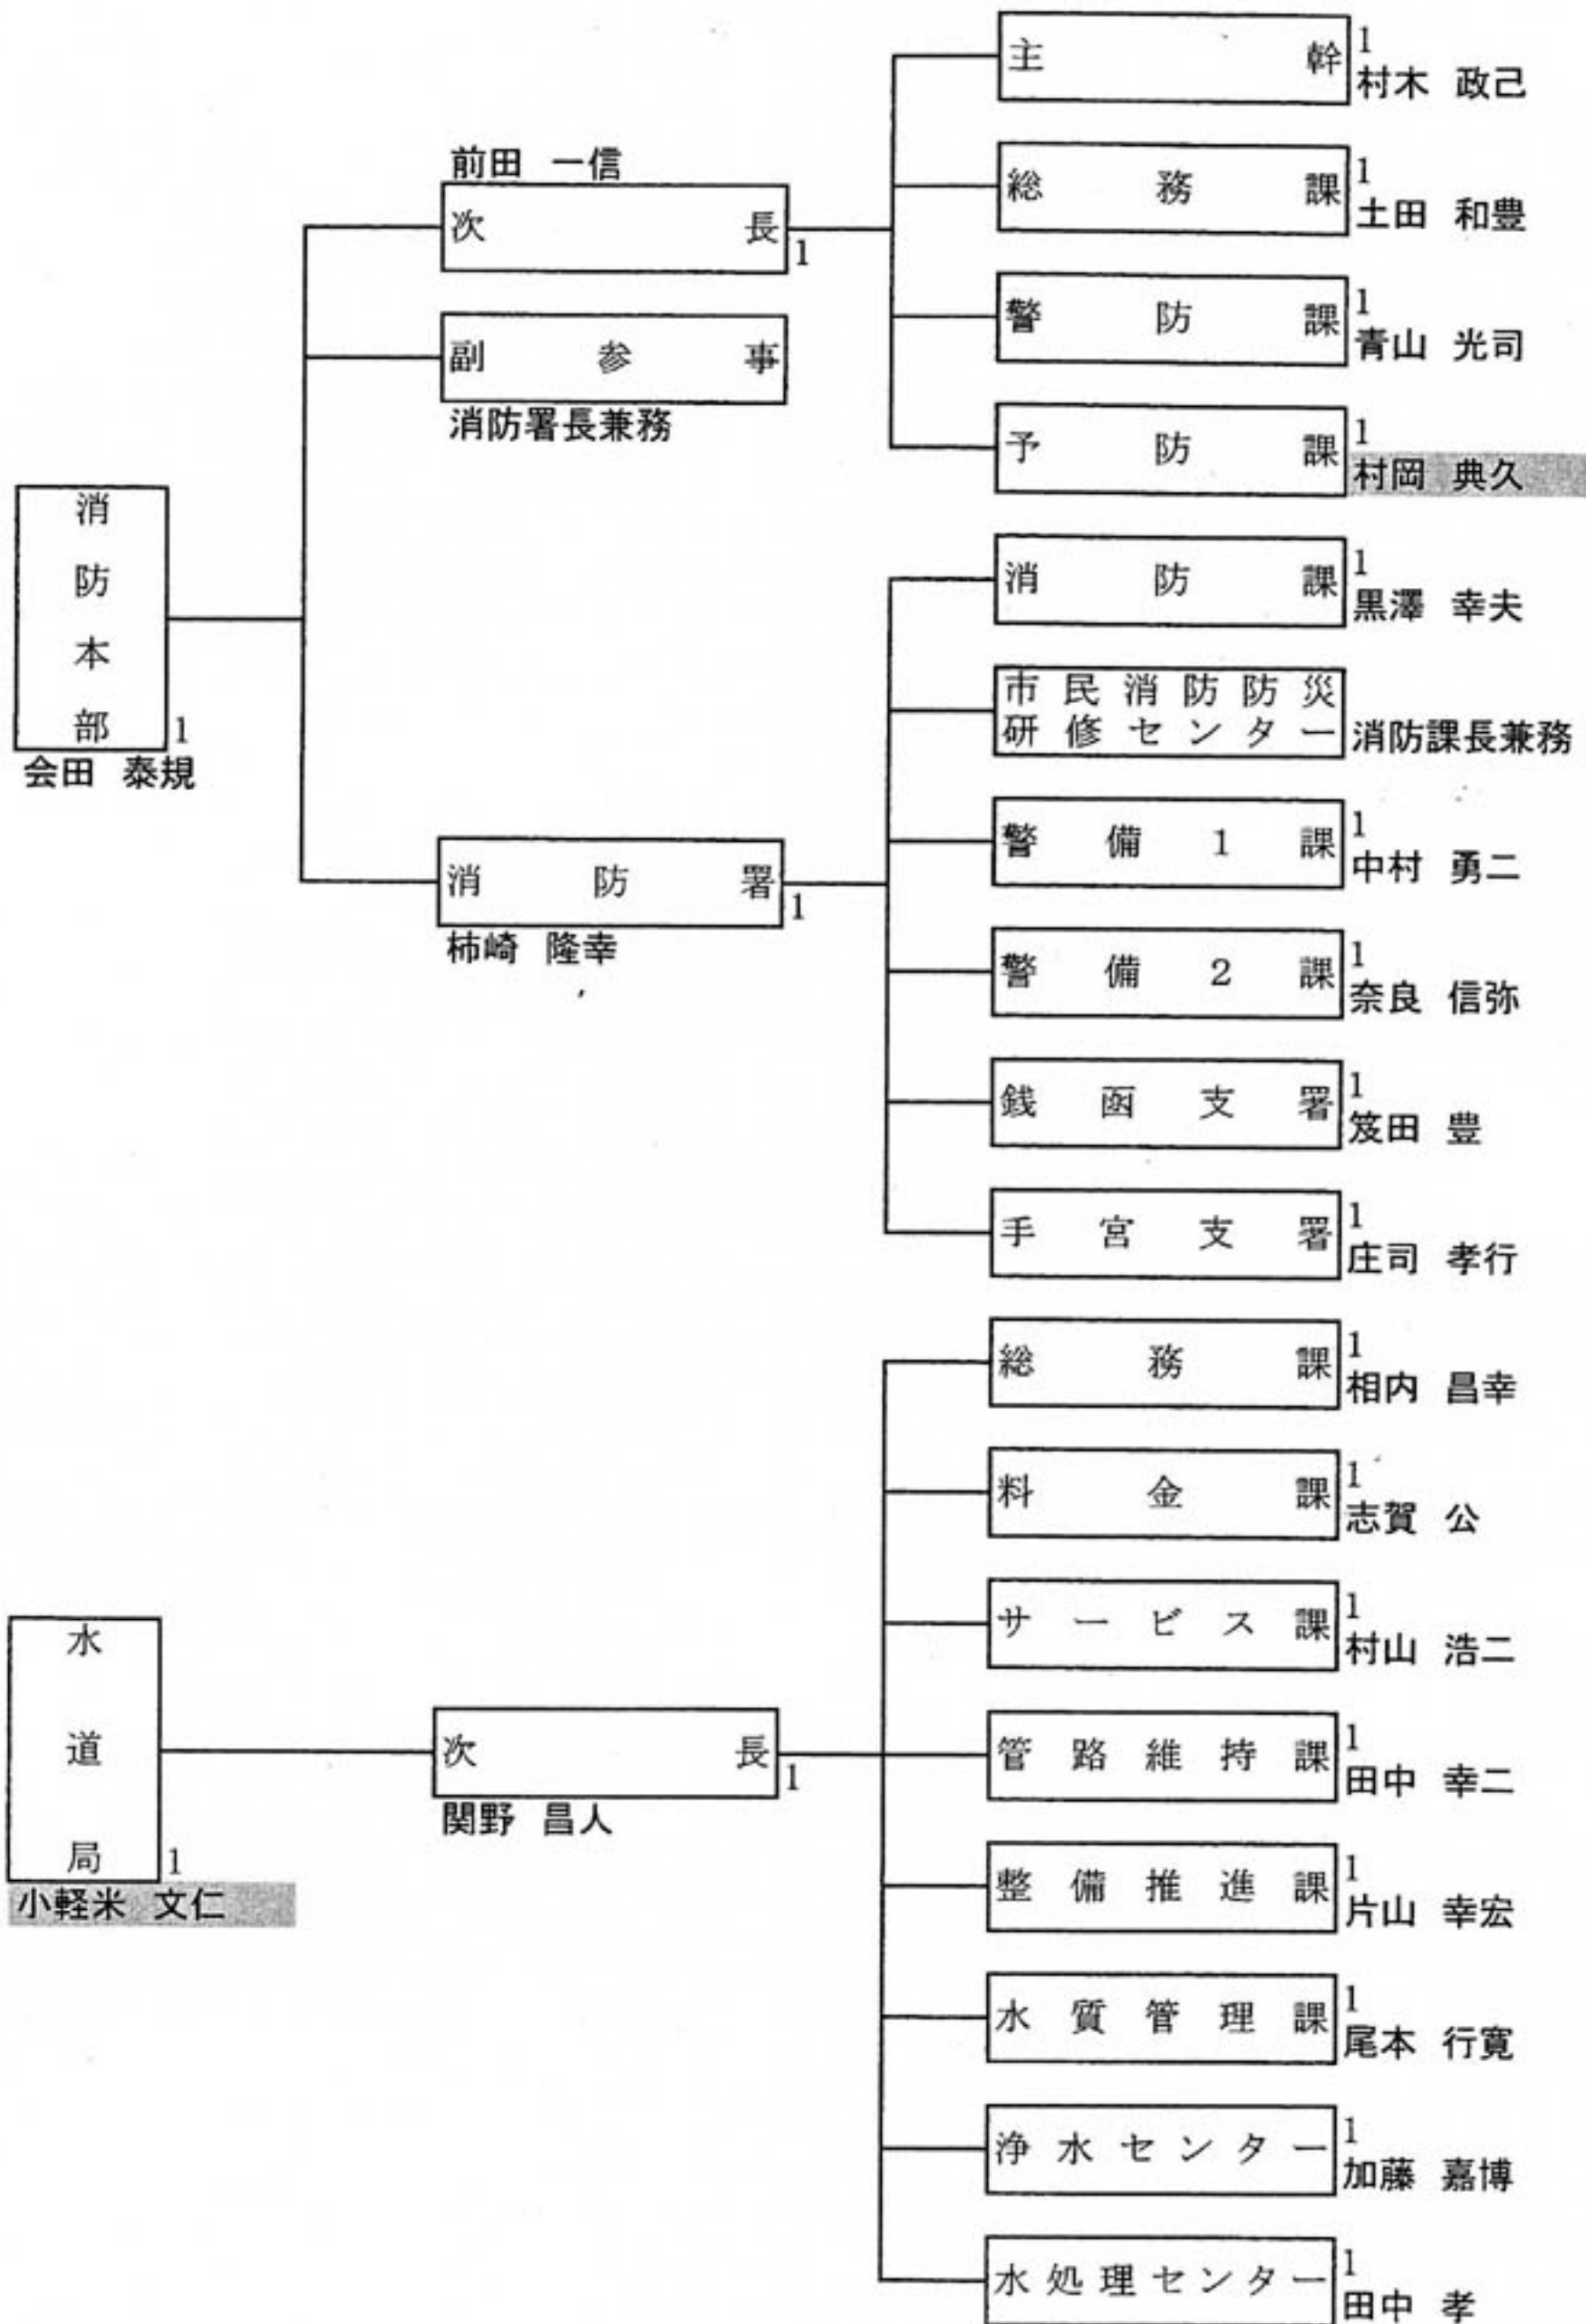 消防本部 1
会田 泰規
前田 一信
次長 1
副参事
消防署長兼務
主幹 1
村木 政己
総務課 1
土田 和豊
警防課 1
青山 光司
予防課 1
村岡 典久
消防署 1
柿崎 隆幸
消防課 1
黒澤 幸夫
市民消防防災
研修センター
消防課長兼務
警備1課 1
中村 勇二
警備2課 1
奈良 信弥
銭函支署 1
笈田 豊
手宮支署 1
庄司 孝行
水道局 1
小軽米 文仁
次長 1
関野 昌人
総務課 1
相内 昌幸
料金課 1
志賀 公
サービス課 1
村山 浩二
管路維持課 1
田中 幸二
整備推進課 1
片山 幸宏
水質管理課 1
尾本 行寛
浄水センター 1
加藤 嘉博
水処理センター 1
田中 孝